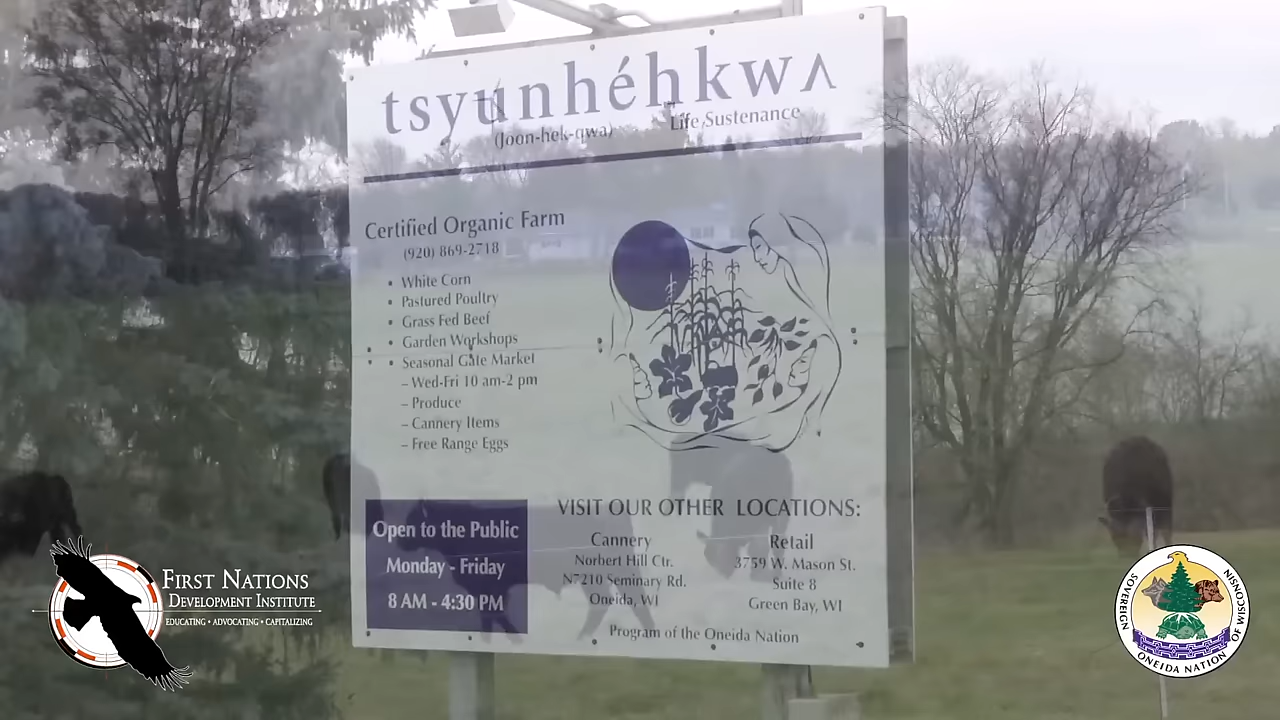 tsyunhéhkwʌ
(Joon-hek-qwa) Life Sustenance
Certified Organic Farm
(920) 869-2718
▪ White Corn
▪ Pastured Poultry
▪ Grass Fed Beef
▪ Garden Workshops
▪ Seasonal Gate Market
– Wed-Fri 10 am-2 pm
– Produce
– Cannery Items
– Free Range Eggs
Open to the Public
Monday - Friday
8 AM - 4:30 PM
VISIT OUR OTHER LOCATIONS:
Cannery
Norbert Hill Ctr.
N7210 Seminary Rd.
Oneida, WI
Retail
3759 W. Mason St.
Suite 8
Green Bay, WI
Program of the Oneida Nation
FIRST NATIONS
DEVELOPMENT INSTITUTE
EDUCATING • ADVOCATING • CAPITALIZING
SOVEREIGN ONEIDA NATION OF WISCONSIN